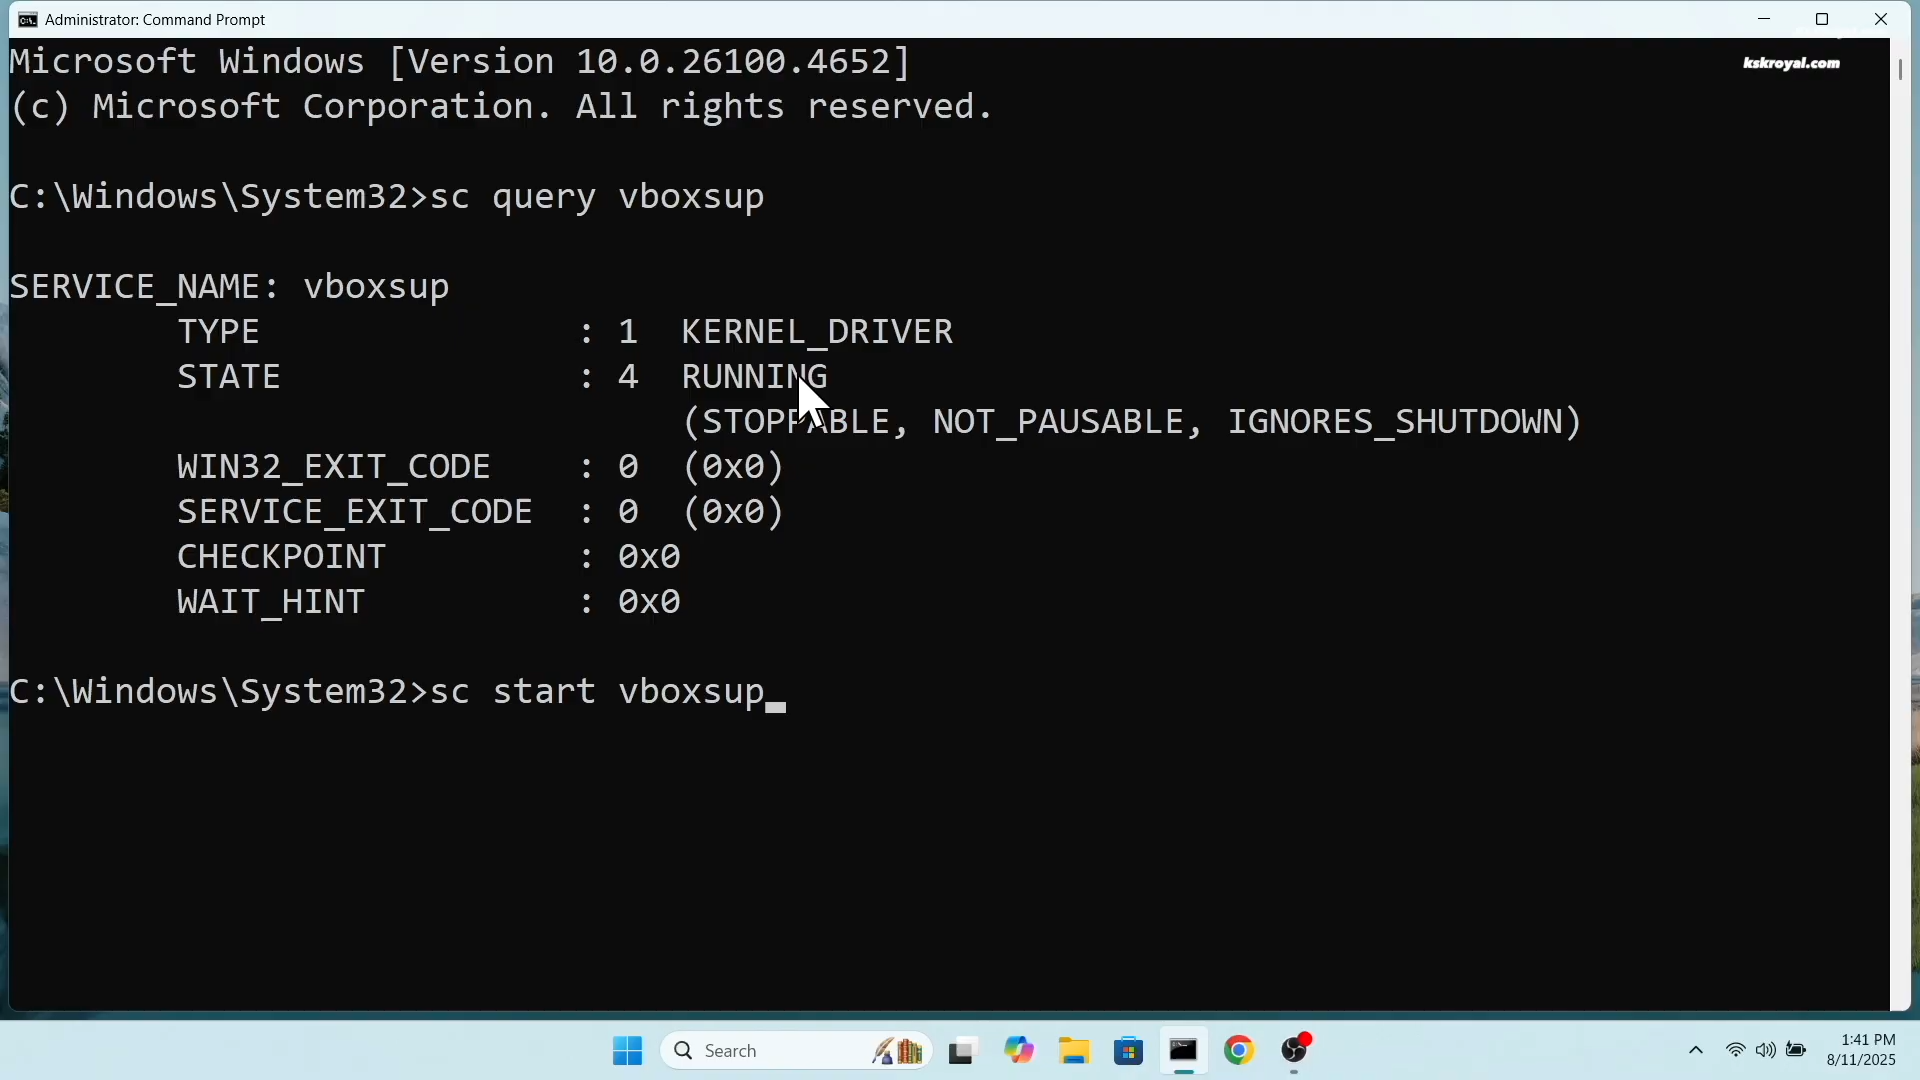 Administrator: Command Prompt
Microsoft Windows [Version 10.0.26100.4652]
kskroyal.com
(c) Microsoft Corporation. All rights reserved.
C:\Windows\System32>sc query vboxsup
SERVICE_NAME: vboxsup
TYPE : 1 KERNEL_DRIVER
STATE : 4 RUNNING
(STOPPABLE, NOT_PAUSABLE, IGNORES_SHUTDOWN)
WIN32_EXIT_CODE : 0 (0x0)
SERVICE_EXIT_CODE : 0 (0x0)
CHECKPOINT : 0x0
WAIT_HINT : 0x0
C:\Windows\System32>sc start vboxsup
Search
1:41 PM
8/11/2025